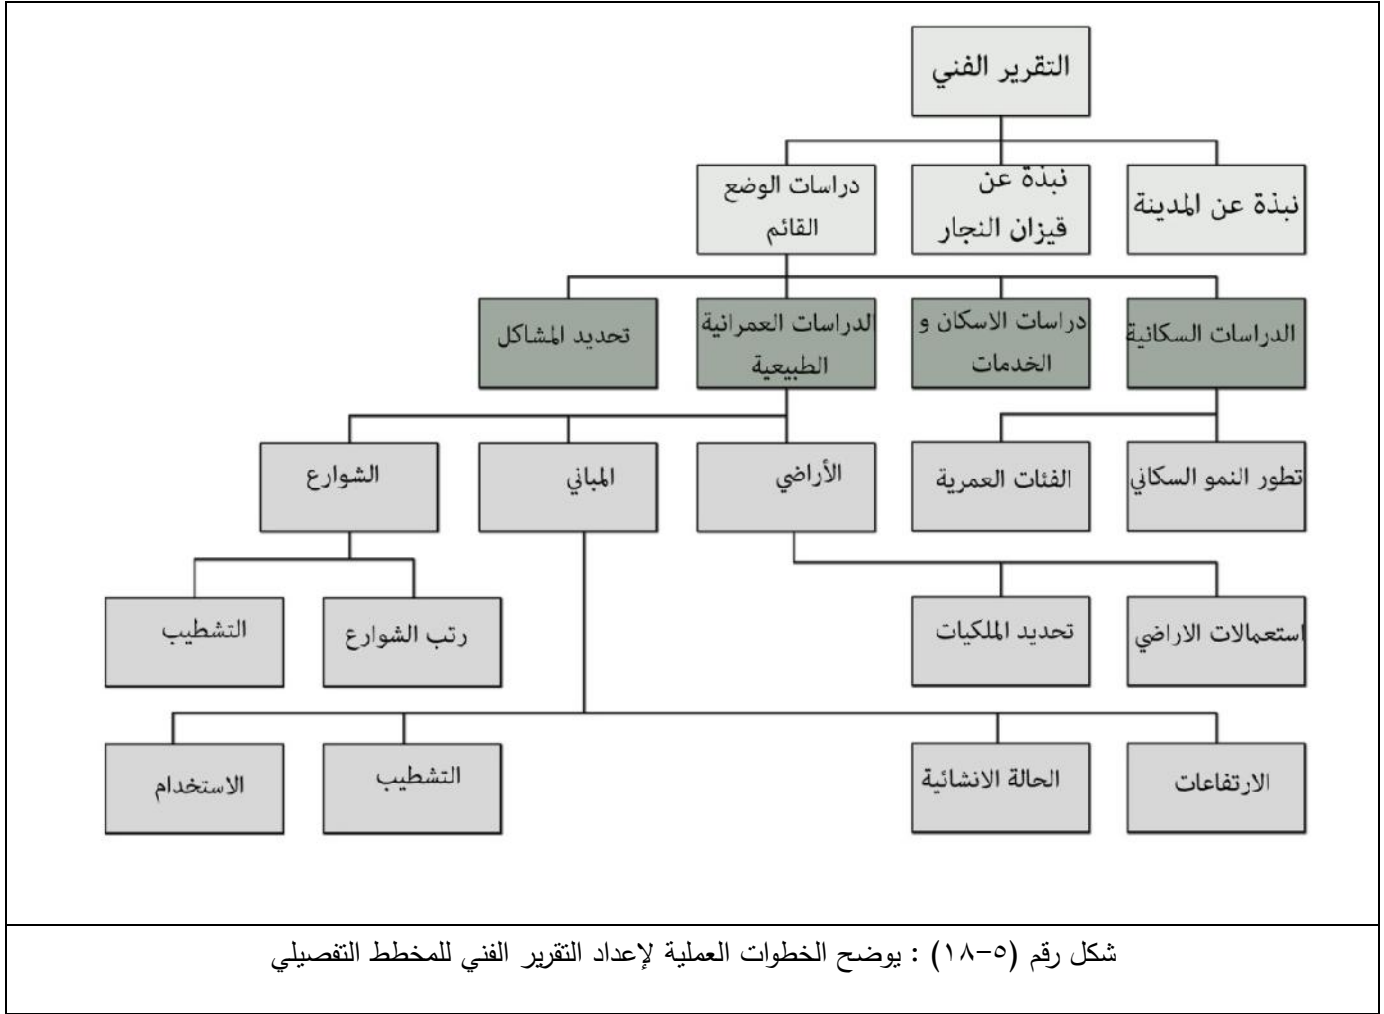 التقرير الفني
نبذة عن المدينة
نبذة عن
قيزان النجار
دراسات الوضع
القائم
الدراسات السكانية
دراسات الاسكان و
الخدمات
الدراسات العمرانية
الطبيعية
تحديد المشاكل
تطور النمو السكاني
الفئات العمرية
الأراضي
المباني
الشوارع
استعمالات الاراضي
تحديد الملكيات
رتب الشوارع
التشطيب
الارتفاعات
الحالة الانشائية
التشطيب
الاستخدام
شكل رقم (٥-١٨) : يوضح الخطوات العملية لإعداد التقرير الفني للمخطط التفصيلي